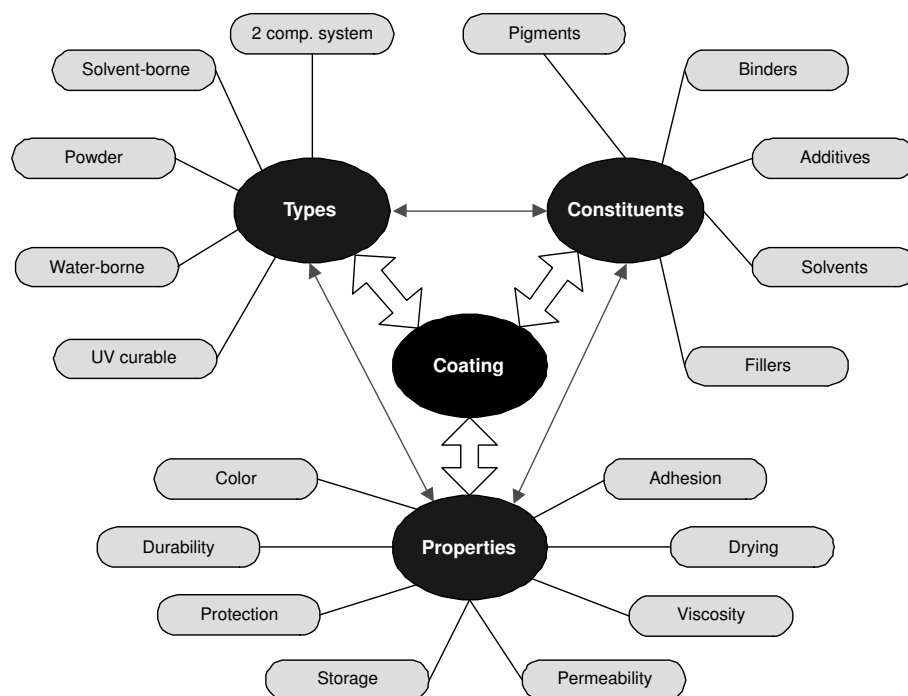 2 comp. system
Pigments
Solvent-borne
Binders
Powder
Additives
Types
Constituents
Water-borne
Solvents
UV curable
Coating
Fillers
Color
Adhesion
Durability
Properties
Drying
Protection
Viscosity
Storage
Permeability